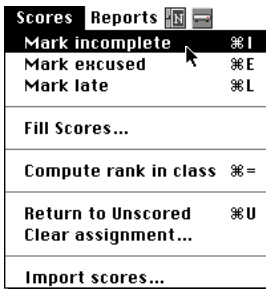 Scores Reports N
Mark incomplete ⌘I
Mark excused ⌘E
Mark late ⌘L
Fill Scores...
Compute rank in class ⌘=
Return to Unscored ⌘U
Clear assignment...
Import scores...